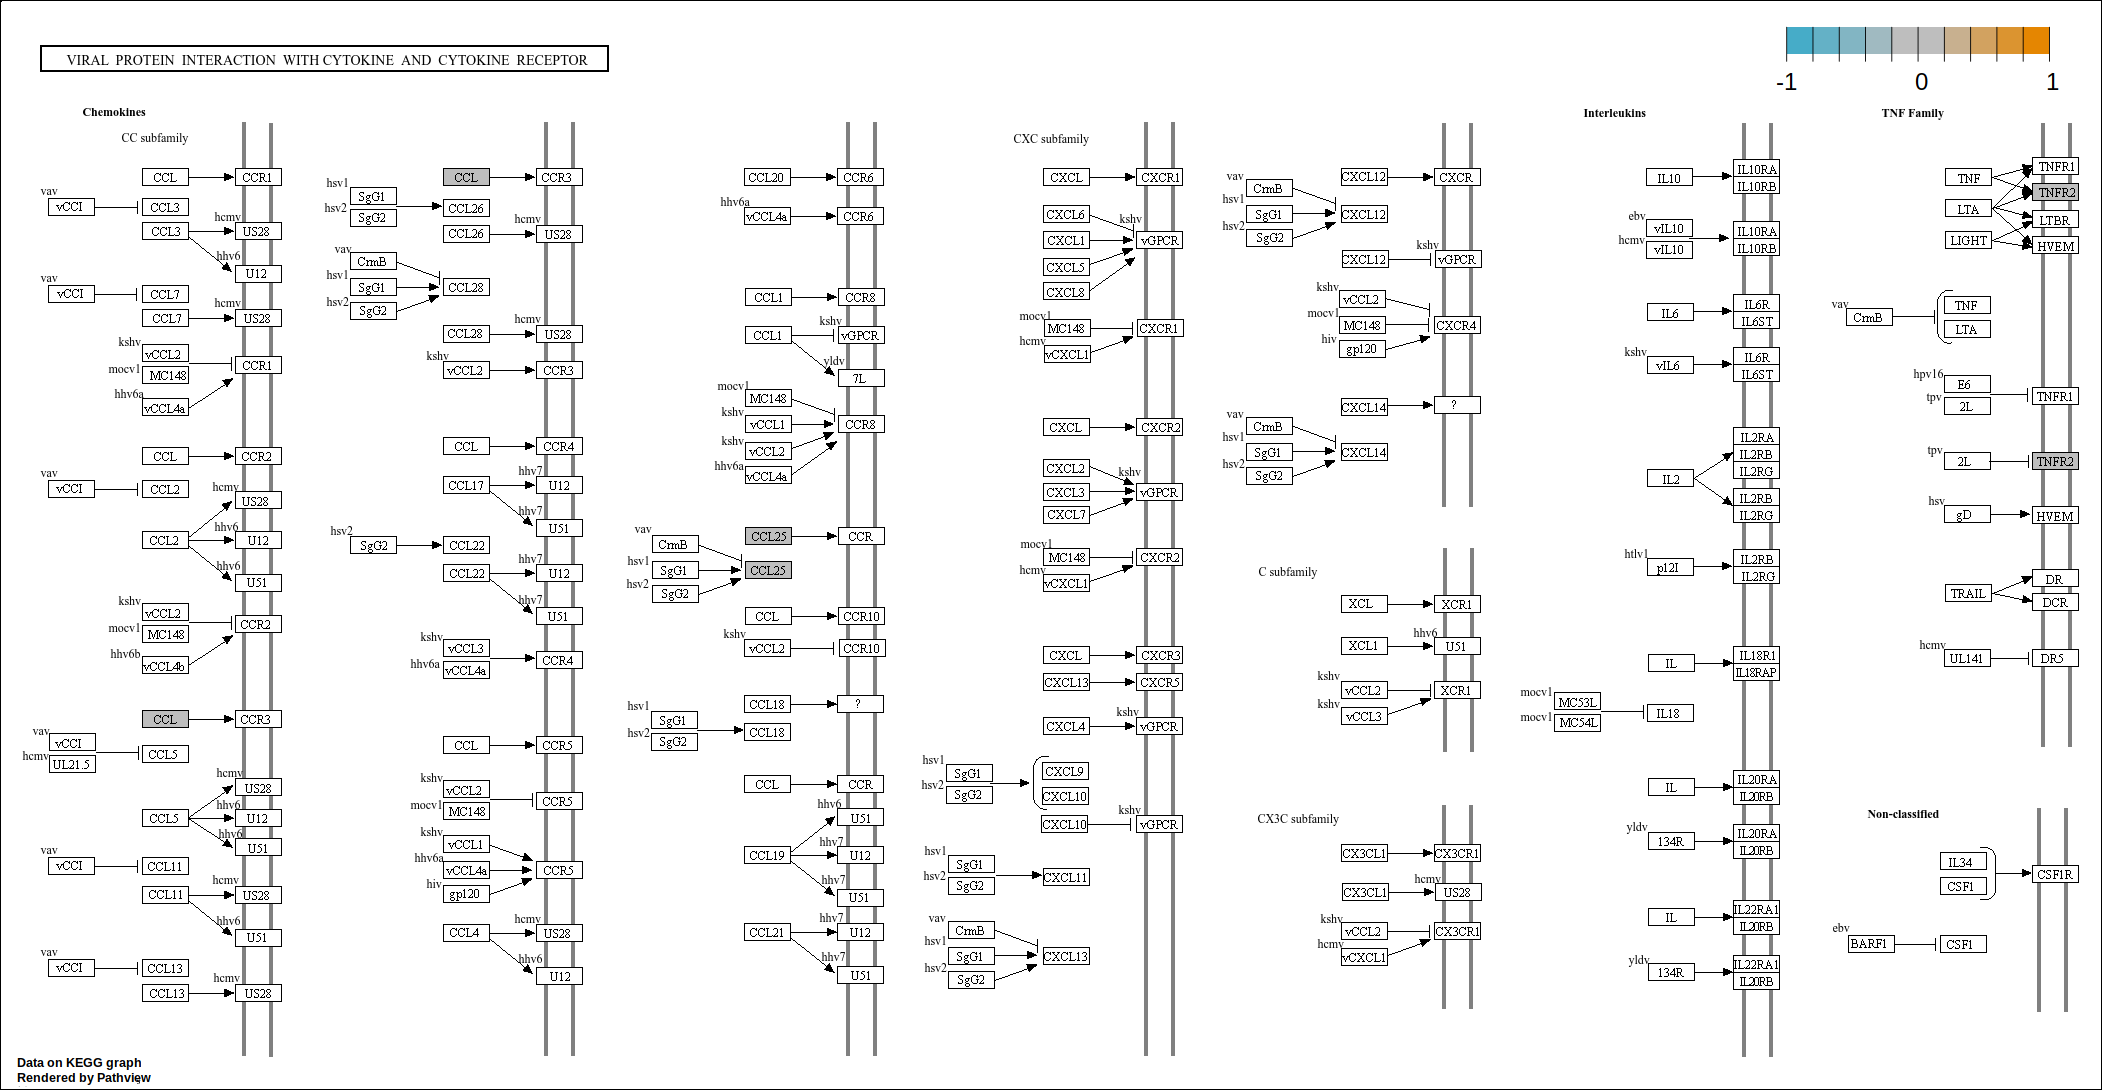 VIRAL PROTEIN INTERACTION WITH CYTOKINE AND CYTOKINE RECEPTOR
-1 0 1
Chemokines
CC subfamily
CCL CCR1
vav
vCCI CCL3
CCL3 hcmv US28
hhv6 U12
vav
vCCI CCL7
CCL7 hcmv US28
kshv
vCCL2
mocv1 MC148 CCR1
hhv6a
vCCL4a
CCL CCR2
vav
vCCI CCL2
hcmv US28
CCL2 hhv6 U12
hhv6 U51
kshv
vCCL2
mocv1 MC148 CCR2
hhv6b
vCCL4b
CCL CCR3
vav
vCCI CCL5
hcmv UL21.5
hcmv US28
CCL5 hhv6 U12
hhv6 U51
vav
vCCI CCL11
CCL11 hcmv US28
hhv6 U51
vav
vCCI CCL13
CCL13 hcmv US28
CCL CCR3
hsv1 SgG1
hsv2 SgG2 CCL26
CCL26 hcmv US28
vav CrmB
hsv1 SgG1 CCL28
hsv2 SgG2
CCL28 hcmv US28
kshv vCCL2 CCR3
CCL CCR4
CCL17 hhv7 U12
hhv7 U51
hsv2 SgG2 CCL22
CCL22 hhv7 U12
hhv7 U51
kshv vCCL3
hhv6a vCCL4a CCR4
CCL CCR5
kshv vCCL2
mocv1 MC148 CCR5
kshv vCCL1
hhv6a vCCL4a CCR5
hiv gp120
CCL4 hcmv US28
hhv6 U12
CCL20 CCR6
hhv6a vCCL4a CCR6
CCL1 CCR8
CCL1 kshv vGPCR
yldv 7L
mocv1 MC148
kshv vCCL1 CCR8
kshv vCCL2
hhv6a vCCL4a
CCL25 CCR
vav CrmB
hsv1 SgG1 CCL25
hsv2 SgG2
CCL CCR10
kshv vCCL2 CCR10
CCL18 ?
hsv1 SgG1
hsv2 SgG2 CCL18
CCL CCR
hhv6 U51
CCL19 hhv7 U12
hhv7 U51
CCL21 hhv7 U12
hhv7 U51
CXC subfamily
CXCL CXCR1
CXCL6
CXCL1 kshv vGPCR
CXCL5
CXCL8
mocv1 MC148 CXCR1
hcmv vCXCL1
CXCL CXCR2
CXCL2
CXCL3 kshv vGPCR
CXCL7
mocv1 MC148 CXCR2
hcmv vCXCL1
CXCL CXCR3
CXCL13 CXCR5
CXCL4 kshv vGPCR
hsv1 SgG1 CXCL9
hsv2 SgG2 CXCL10
CXCL10 kshv vGPCR
hsv1 SgG1
hsv2 SgG2 CXCL11
vav CrmB
hsv1 SgG1 CXCL13
hsv2 SgG2
CXCL12 CXCR
vav CrmB
hsv1 SgG1 CXCL12
hsv2 SgG2
CXCL12 kshv vGPCR
kshv vCCL2
mocv1 MC148 CXCR4
hiv gp120
CXCL14 ?
vav CrmB
hsv1 SgG1 CXCL14
hsv2 SgG2
C subfamily
XCL XCR1
XCL1 hhv6 U51
kshv vCCL2 XCR1
kshv vCCL3
CX3C subfamily
CX3CL1 CX3CR1
CX3CL1 hcmv US28
kshv vCCL2 CX3CR1
hcmv vCXCL1
Interleukins
IL10 IL10RA
IL10RB
ebv vIL10 IL10RA
hcmv vIL10 IL10RB
IL6 IL6R
IL6ST
kshv vIL6 IL6R
IL6ST
IL2RA
IL2RB
IL2RG
IL2
IL2RB
IL2RG
htlv1 p12I IL2RB
IL2RG
IL IL18R1
IL18RAP
mocv1 MC53L
mocv1 MC54L IL18
IL IL20RA
IL20RB
yldv 134R IL20RA
IL20RB
IL IL22RA1
IL20RB
yldv 134R IL22RA1
IL20RB
TNF Family
TNF TNFR1
TNFR2
LTA LTBR
LIGHT HVEM
vav CrmB TNF
LTA
hpv16 E6
tpv 2L TNFR1
tpv 2L TNFR2
hsv gD HVEM
TRAIL DR
DCR
hcmv UL141 DR5
Non-classified
IL34
CSF1 CSF1R
ebv BARF1 CSF1
Data on KEGG graph
Rendered by Pathview